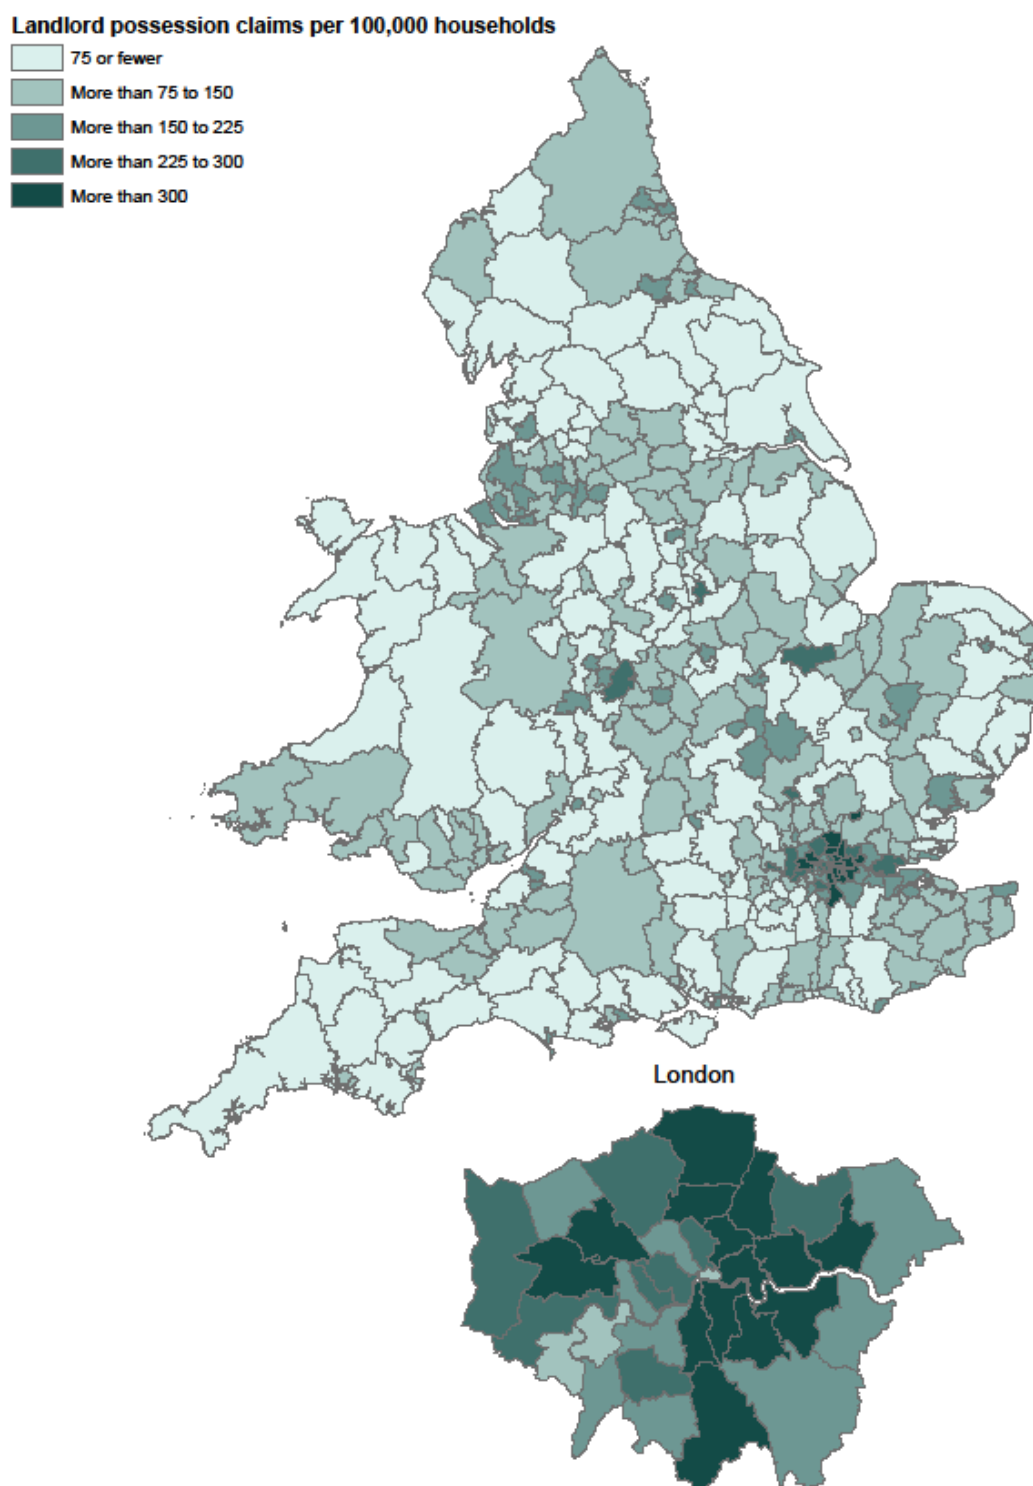 Landlord possession claims per 100,000 households
75 or fewer
More than 75 to 150
More than 150 to 225
More than 225 to 300
More than 300
London